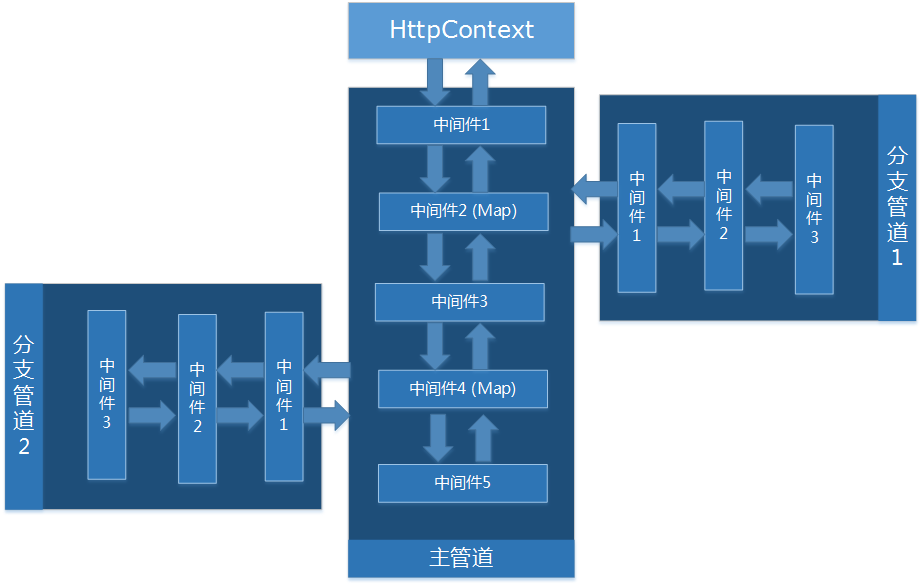 HttpContext
中间件1
中间件2 (Map)
中间件3
中间件4 (Map)
中间件5
主管道
中间件1
中间件2
中间件3
分支管道1
分支管道2
中间件3
中间件2
中间件1